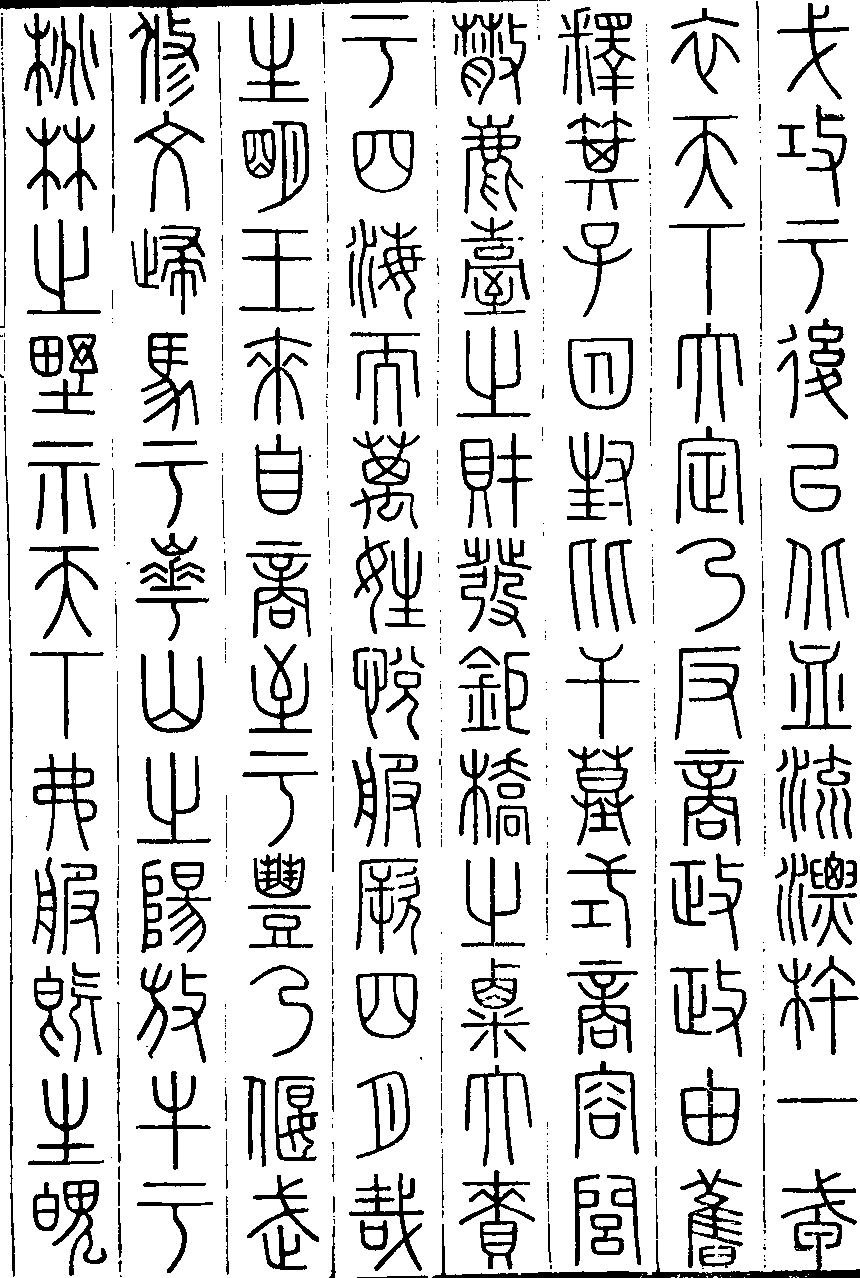 戈攻于後以北血流漂杵一戎
衣天下大定乃反商政政由舊
釋箕子囚封比干墓式商容閭
散鹿臺之財發鉅橋之粟大賚
于四海而萬姓悅服厥四月哉
生明王來自商至于豐乃偃武
修文歸馬于華山之陽放牛于
桃林之野示天下弗服既生魄